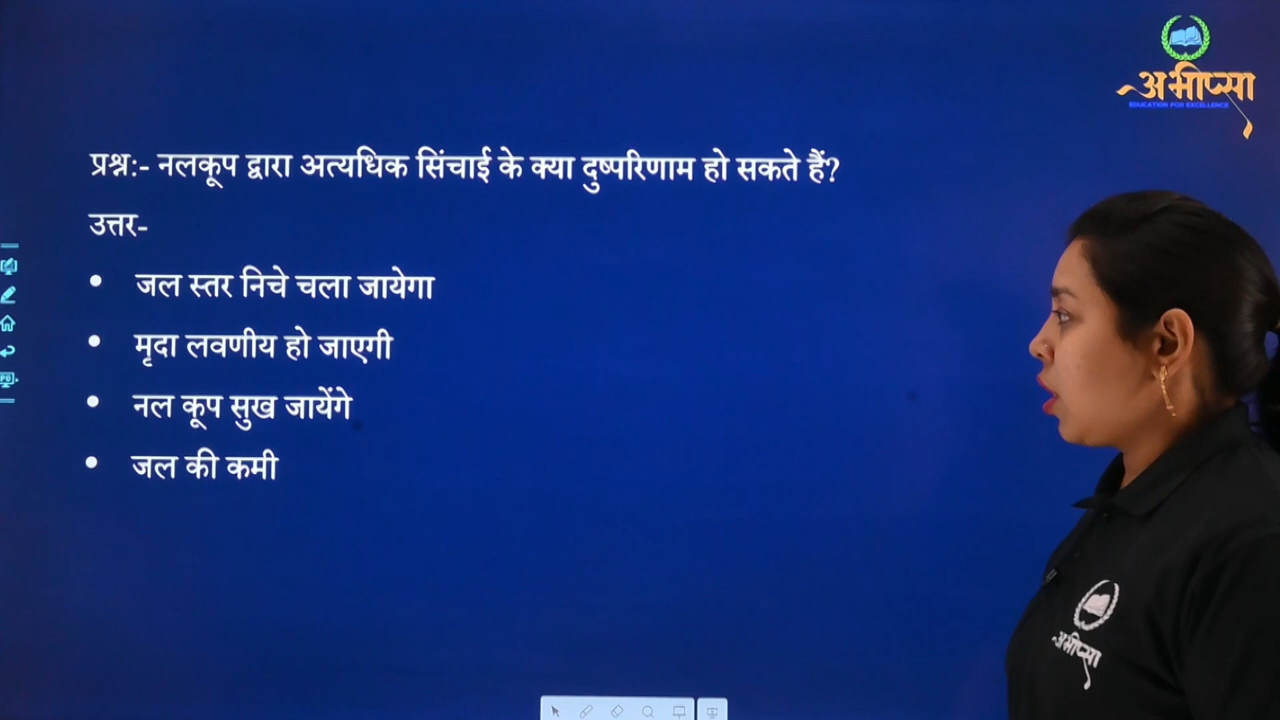 अभीप्सा
EDUCATION FOR EXCELLENCE
प्रश्न:- नलकूप द्वारा अत्यधिक सिंचाई के क्या दुष्परिणाम हो सकते हैं?
उत्तर-
• जल स्तर निचे चला जायेगा
• मृदा लवणीय हो जाएगी
• नल कूप सुख जायेंगे
• जल की कमी
अभीप्सा